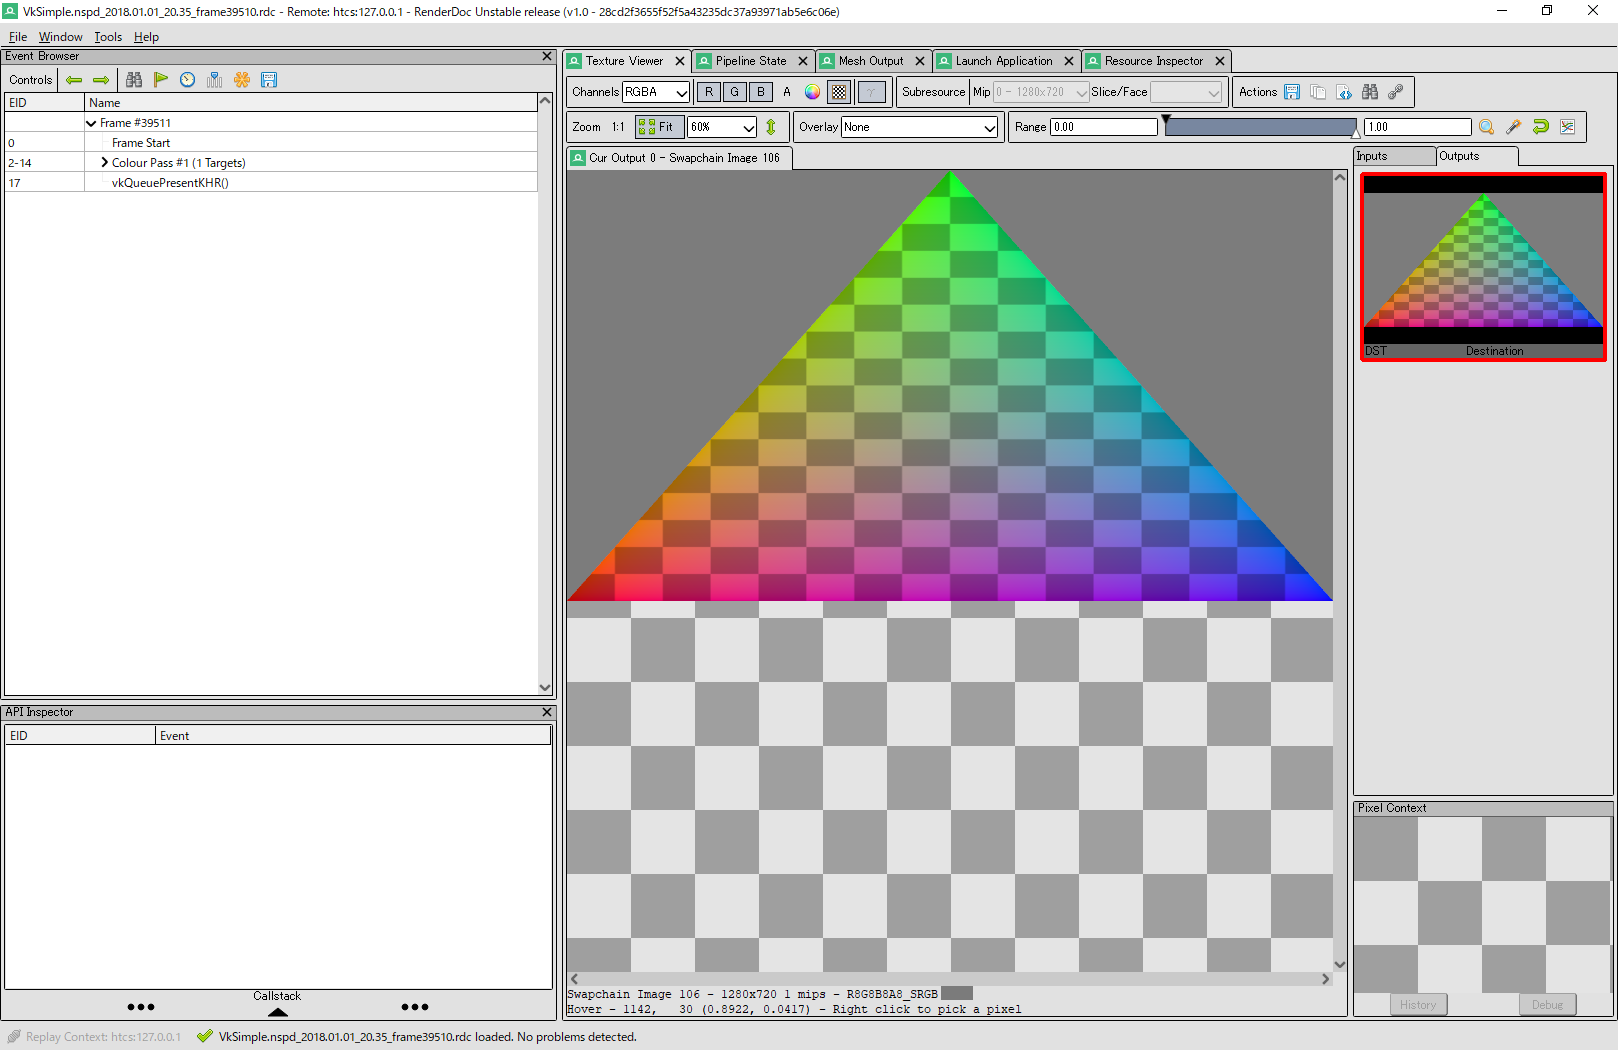 VkSimple.nspd_2018.01.01_20.35_frame39510.rdc - Remote: htcs:127.0.0.1 - RenderDoc Unstable release (v1.0 - 28cd2f3655f52f5a43235dc37a93971ab5e6c06e)
File Window Tools Help
Event Browser
Controls
EID Name
Frame #39511
0 Frame Start
2-14 Colour Pass #1 (1 Targets)
17 vkQueuePresentKHR()
API Inspector
EID Event
Callstack
Texture Viewer Pipeline State Mesh Output Launch Application Resource Inspector
Channels RGBA R G B A γ Subresource Mip 0 - 1280x720 Slice/Face Actions
Zoom 1:1 Fit 60% Overlay None Range 0.00 1.00
Cur Output 0 - Swapchain Image 106
Inputs Outputs
DST Destination
Pixel Context
History Debug
Swapchain Image 106 - 1280x720 1 mips - R8G8B8A8_SRGB
Hover - 1142, 30 (0.8922, 0.0417) - Right click to pick a pixel
Replay Context: htcs:127.0.0.1 VkSimple.nspd_2018.01.01_20.35_frame39510.rdc loaded. No problems detected.